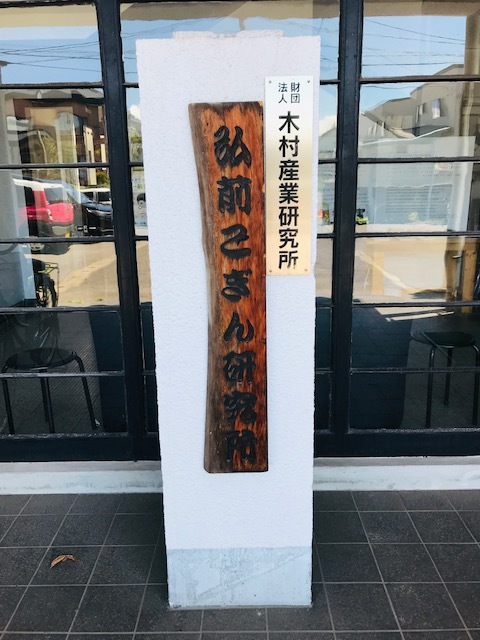 財団
法人
木村産業研究所
弘前こぎん研究所